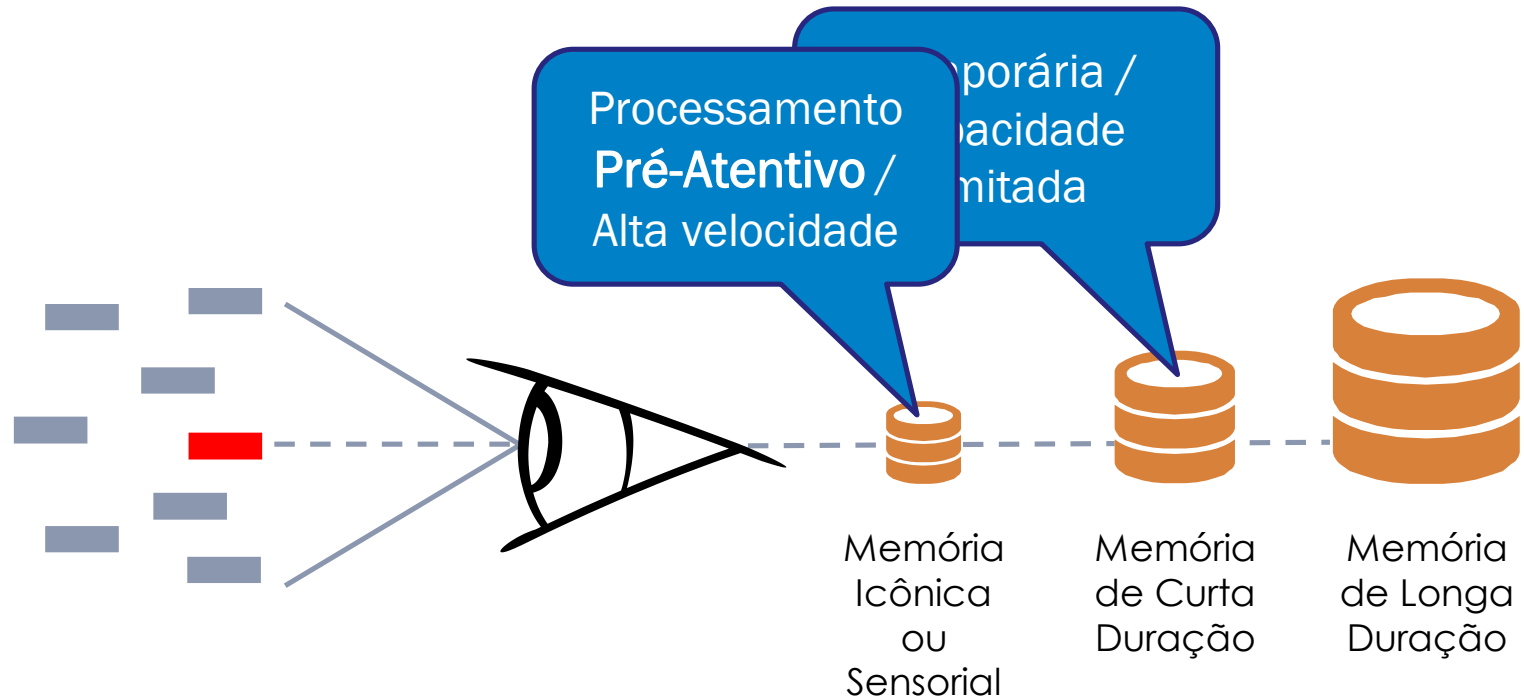 Processamento
Pré-Atentivo /
Alta velocidade
/
Memória
Icônica
ou
Sensorial
Memória
de Curta
Duração
Memória
de Longa
Duração